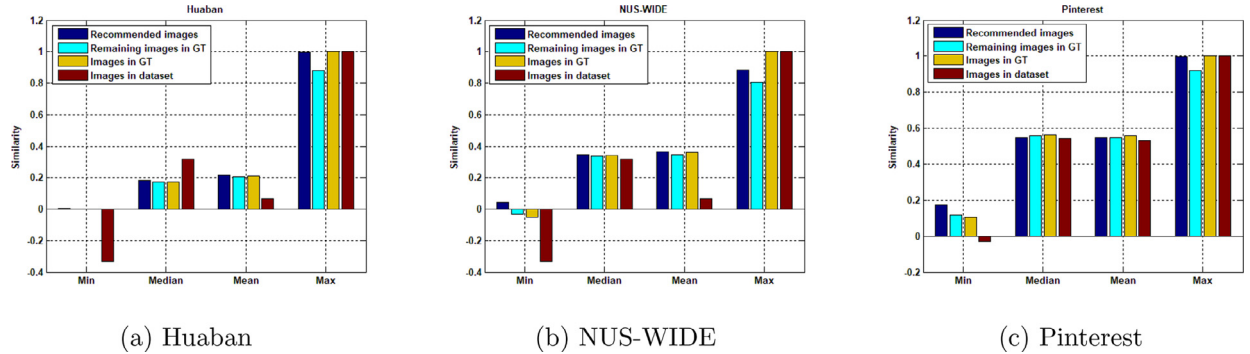 Huaban
1.2
1
0.8
0.6
0.4
0.2
0
-0.2
-0.4
Similarity
Recommended images
Remaining images in GT
Images in GT
Images in dataset
Min Median Mean Max
(a) Huaban
NUS-WIDE
1.2
1
0.8
0.6
0.4
0.2
0
-0.2
-0.4
Similarity
Recommended images
Remaining images in GT
Images in GT
Images in dataset
Min Median Mean Max
(b) NUS-WIDE
Pinterest
1.2
1
0.8
0.6
0.4
0.2
0
-0.2
Similarity
Recommended images
Remaining images in GT
Images in GT
Images in dataset
Min Median Mean Max
(c) Pinterest